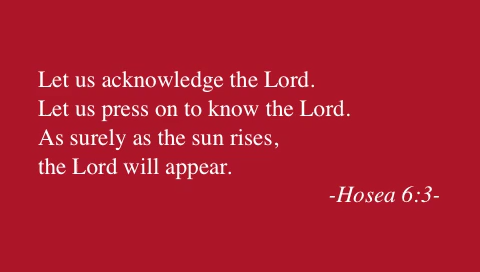 Let us acknowledge the Lord.
Let us press on to know the Lord.
As surely as the sun rises,
the Lord will appear.
-Hosea 6:3-